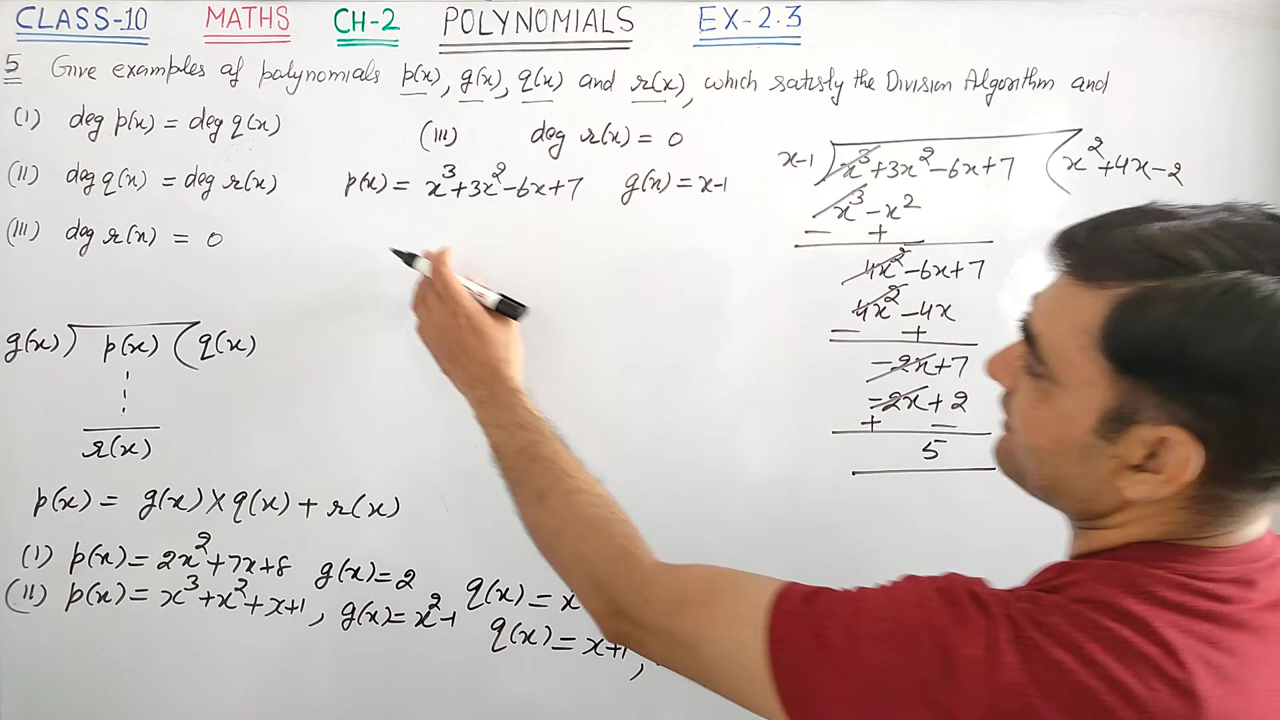 CLASS-10 MATHS CH-2 POLYNOMIALS EX-2.3
5 Give examples of polynomials p(x), g(x), q(x) and r(x), which satisfy the Division Algorithm and
(I) deg p(x) = deg q(x)
(II) deg q(x) = deg r(x)
(III) deg r(x) = 0
g(x) ) p(x) ( q(x)
r(x)
p(x) = g(x) × q(x) + r(x)
(I) p(x) = 2x²+7x+8 g(x) = 2 q(x) = x
(II) p(x) = x³+x²+x+1, g(x) = x²-1 q(x) = x+1,
(III) deg r(x) = 0
p(x) = x³+3x²-6x+7 g(x) = x-1
x-1 ) x³+3x²-6x+7 ( x²+4x-2
x³-x²
- +
4x²-6x+7
4x²-4x
- +
-2x+7
-2x+2
+ -
5